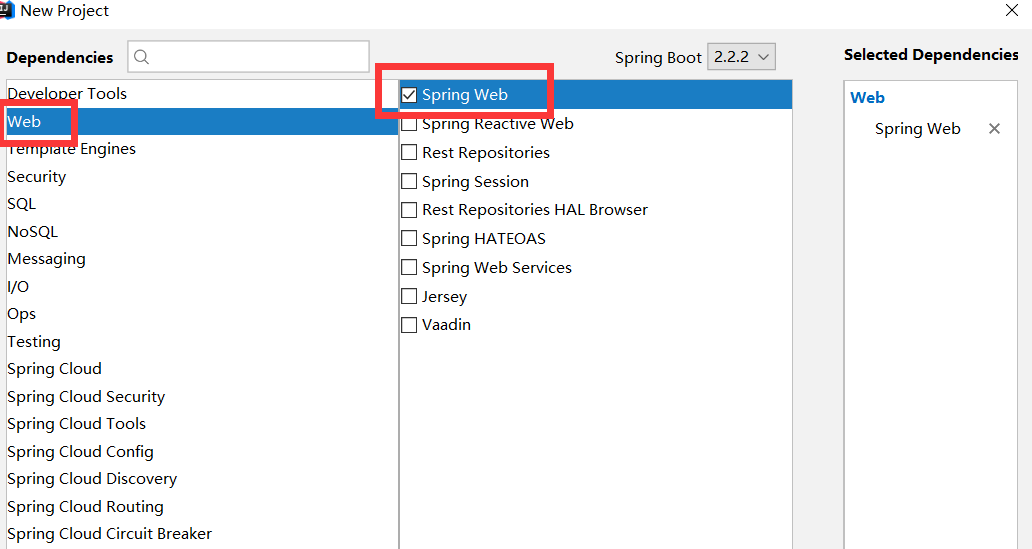 IJ New Project
Dependencies
Spring Boot 2.2.2
Selected Dependencies
Developer Tools
Web
Template Engines
Security
SQL
NoSQL
Messaging
I/O
Ops
Testing
Spring Cloud
Spring Cloud Security
Spring Cloud Tools
Spring Cloud Config
Spring Cloud Discovery
Spring Cloud Routing
Spring Cloud Circuit Breaker
Spring Web
Spring Reactive Web
Rest Repositories
Spring Session
Rest Repositories HAL Browser
Spring HATEOAS
Spring Web Services
Jersey
Vaadin
Web
Spring Web